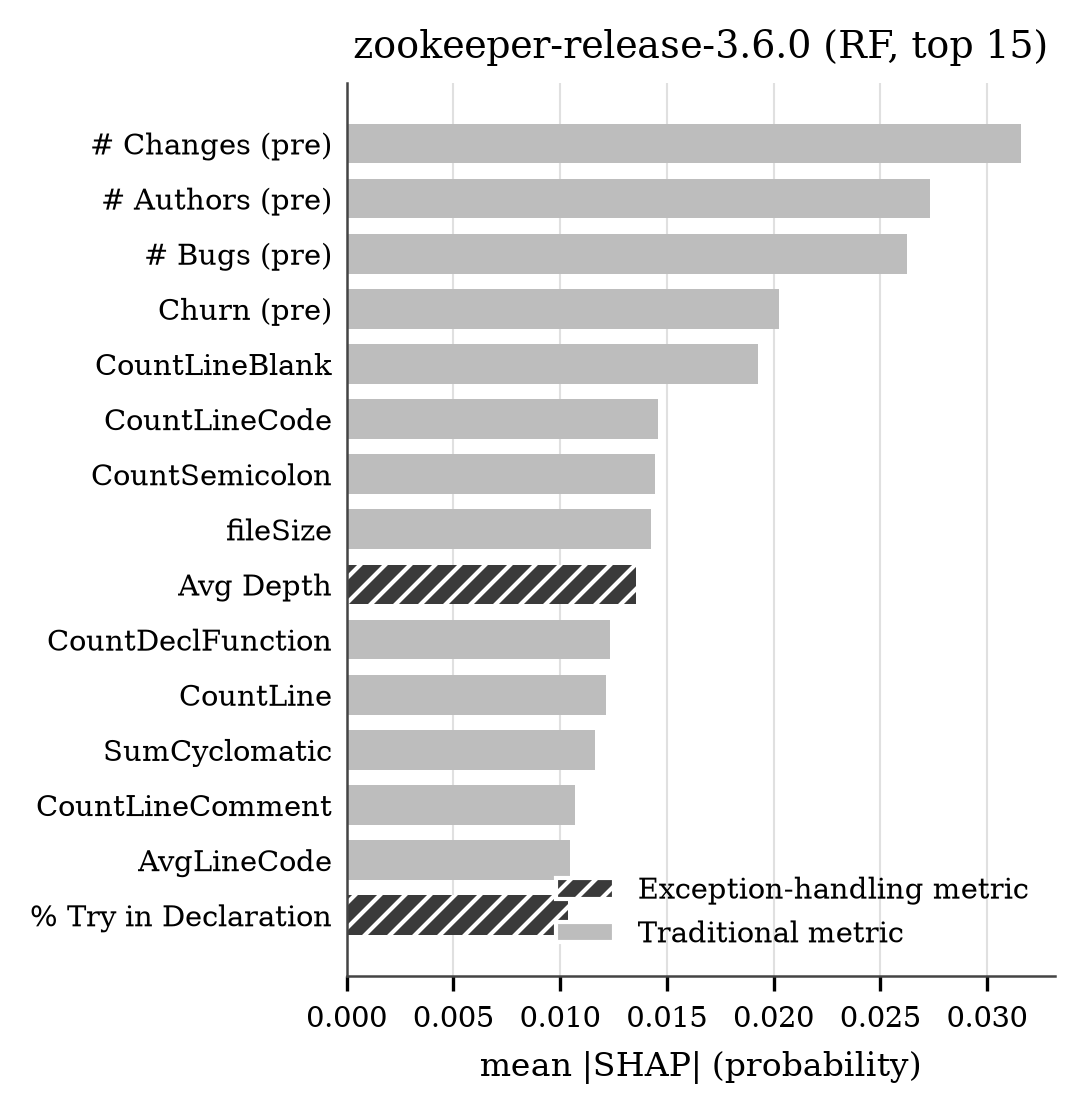 zookeeper-release-3.6.0 (RF, top 15)
# Changes (pre)
# Authors (pre)
# Bugs (pre)
Churn (pre)
CountLineBlank
CountLineCode
CountSemicolon
fileSize
Avg Depth
CountDeclFunction
CountLine
SumCyclomatic
CountLineComment
AvgLineCode
% Try in Declaration
Exception-handling metric
Traditional metric
0.000 0.005 0.010 0.015 0.020 0.025 0.030
mean |SHAP| (probability)